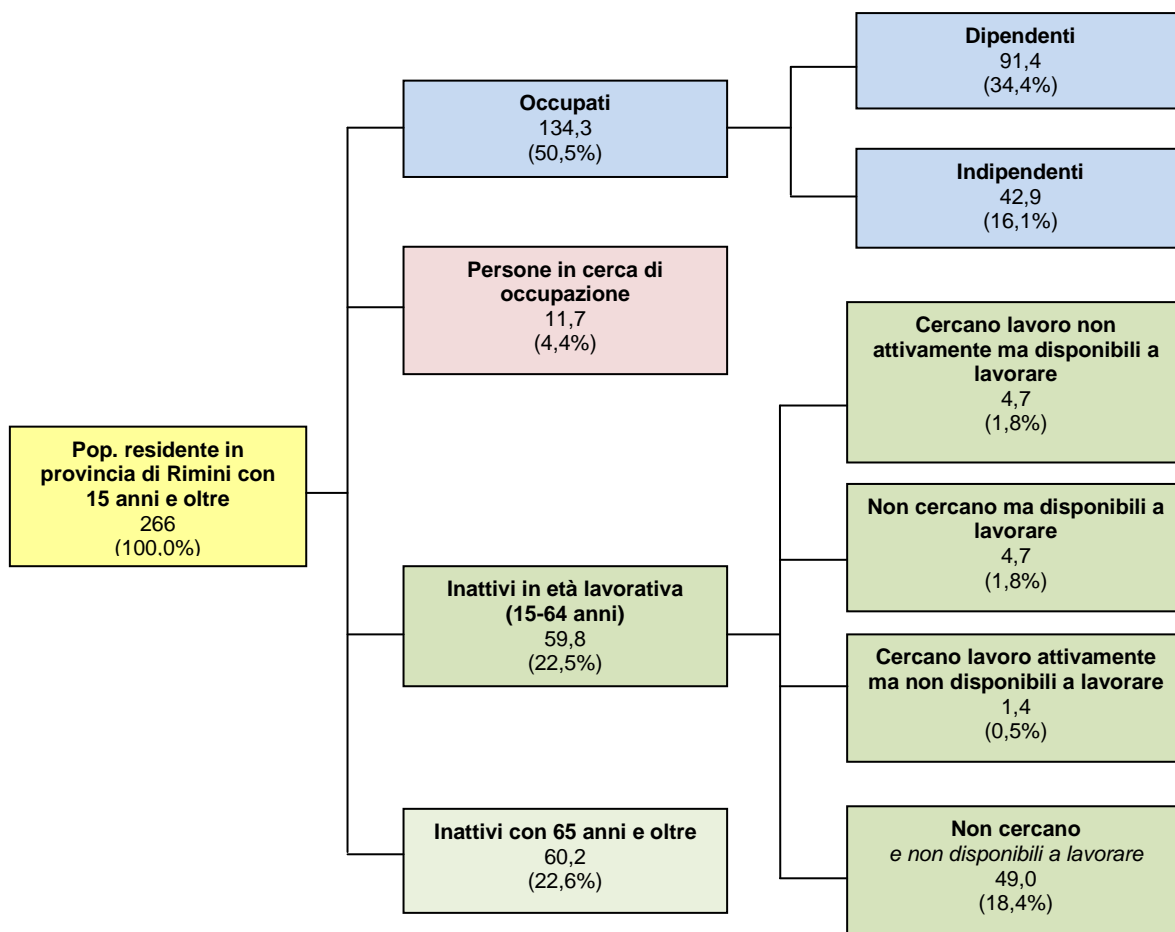 Pop. residente in
provincia di Rimini con
15 anni e oltre
266
(100,0%)
Occupati
134,3
(50,5%)
Dipendenti
91,4
(34,4%)
Indipendenti
42,9
(16,1%)
Persone in cerca di
occupazione
11,7
(4,4%)
Inattivi in età lavorativa
(15-64 anni)
59,8
(22,5%)
Cercano lavoro non
attivamente ma disponibili a
lavorare
4,7
(1,8%)
Non cercano ma disponibili a
lavorare
4,7
(1,8%)
Cercano lavoro attivamente
ma non disponibili a lavorare
1,4
(0,5%)
Non cercano
e non disponibili a lavorare
49,0
(18,4%)
Inattivi con 65 anni e oltre
60,2
(22,6%)